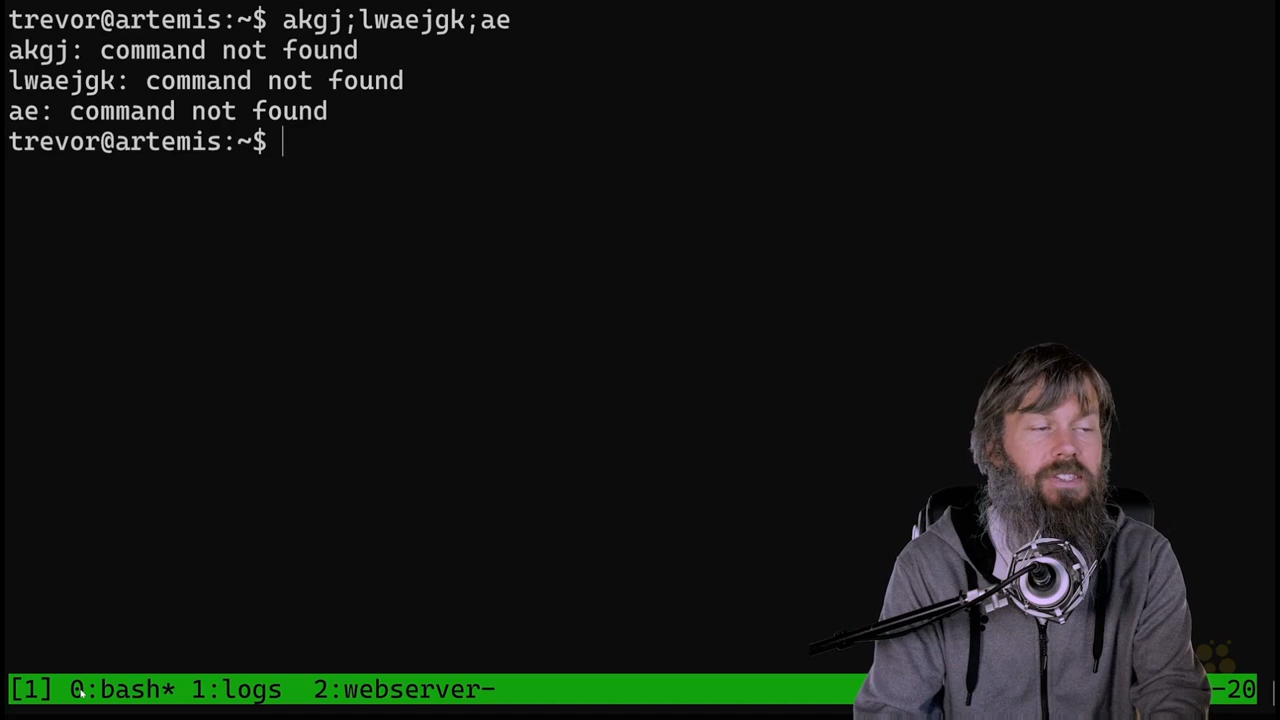 trevor@artemis:~$ akgj;lwaejgk;ae
akgj: command not found
lwaejgk: command not found
ae: command not found
trevor@artemis:~$
[1] 0:bash* 1:logs  2:webserver- -20